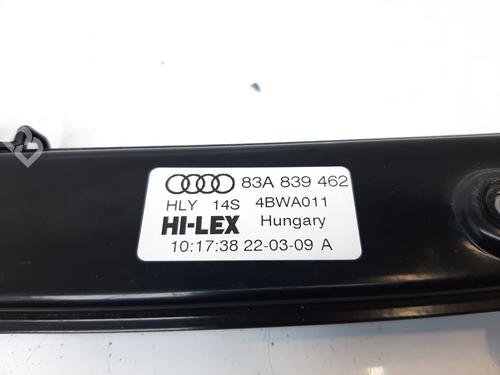 83A 839 462
HLY 14S 4BWA011
HI-LEX Hungary
10:17:38 22-03-09 A